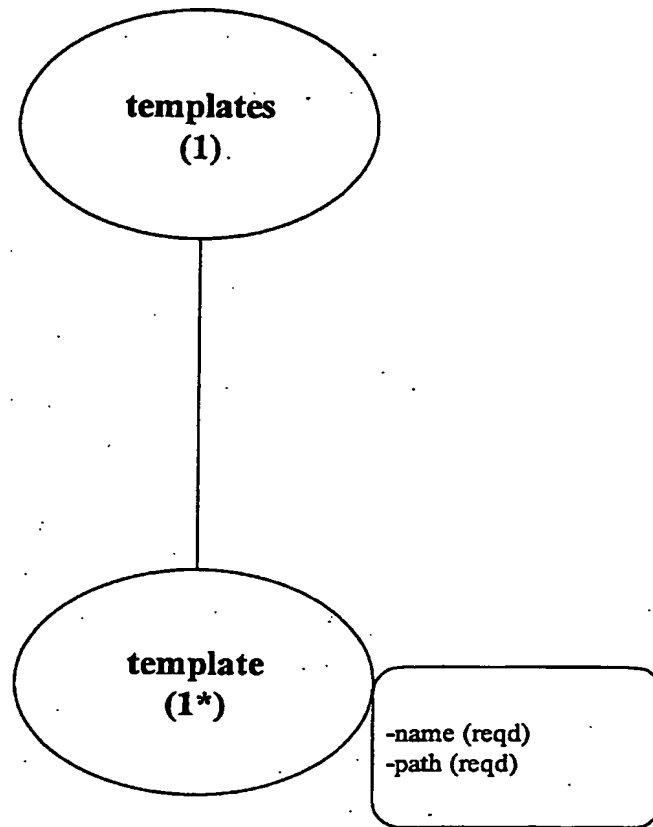 templates
(1)
template
(1*)
-name (reqd)
-path (reqd)